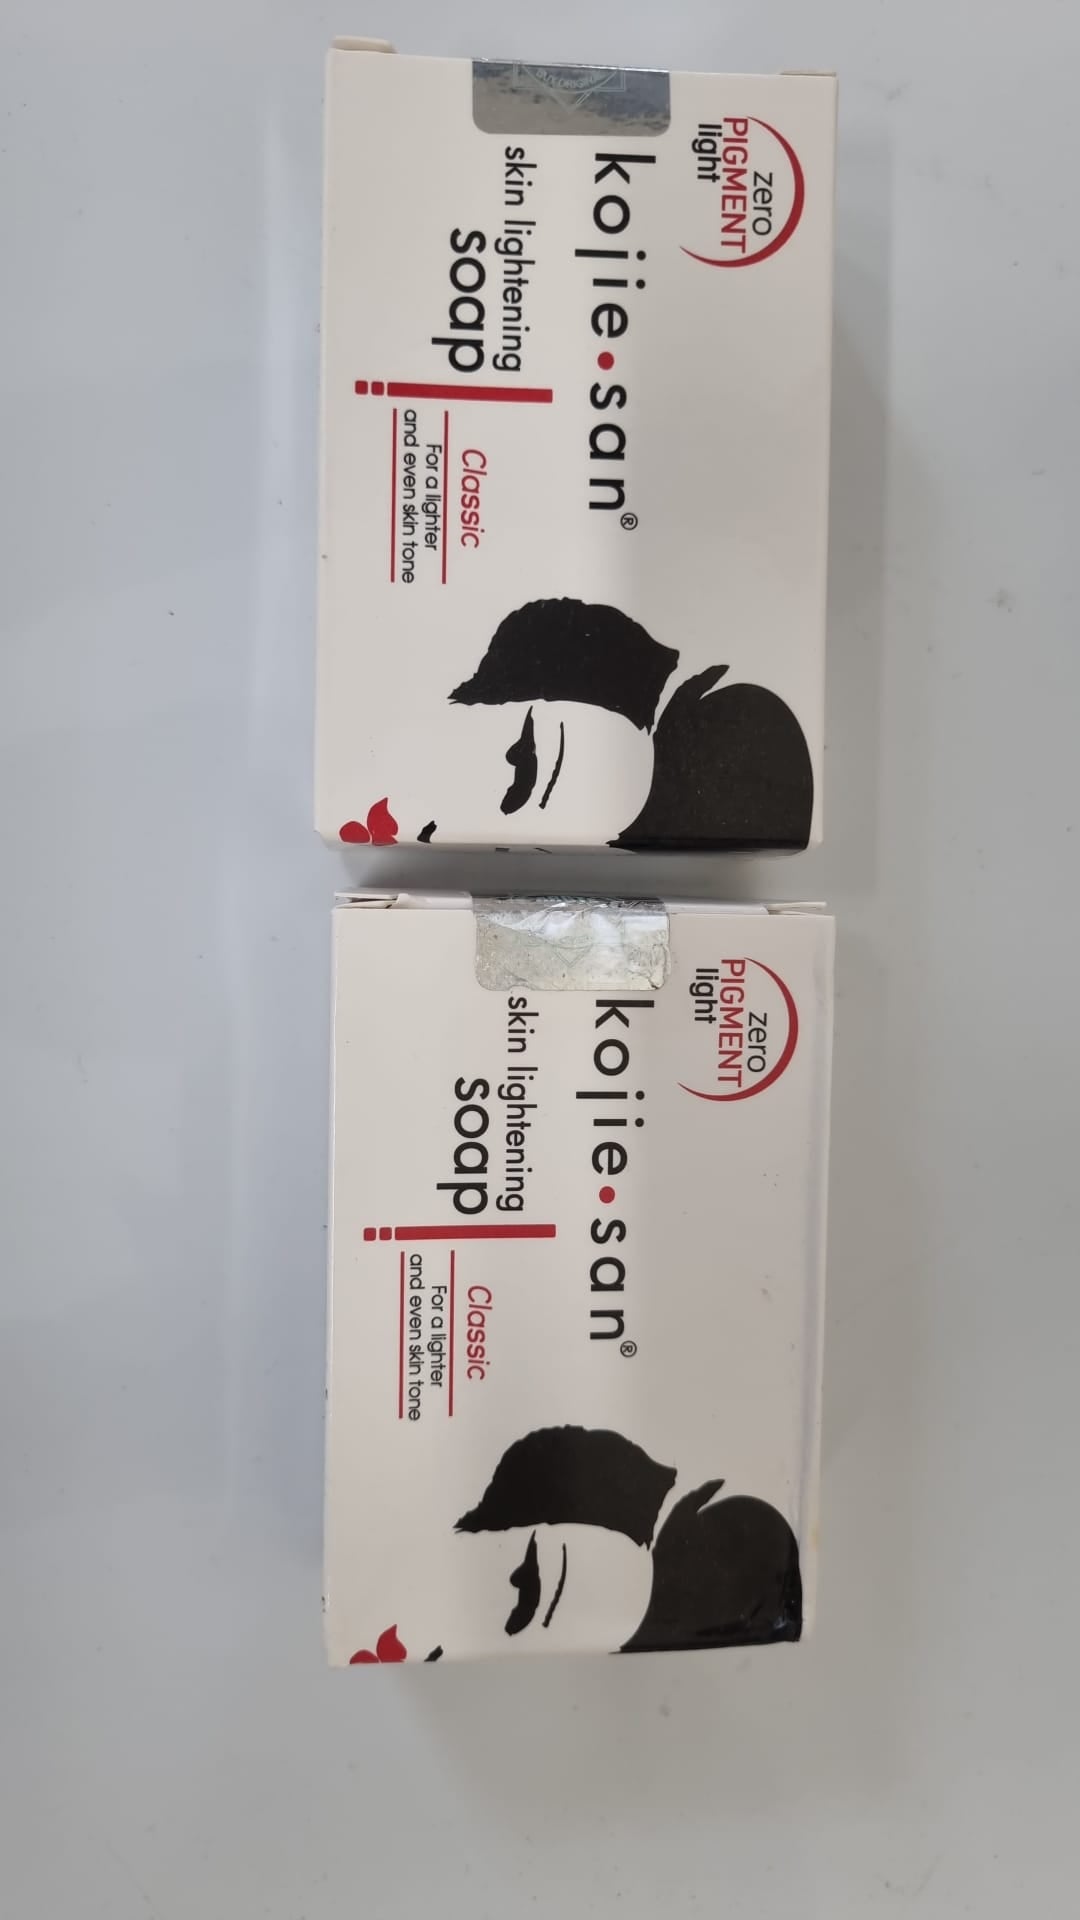 zero
PIGMENT
light
kojie•san®
skin lightening
soap
Classic
For a lighter
and even skin tone
zero
PIGMENT
light
kojie•san®
skin lightening
soap
Classic
For a lighter
and even skin tone